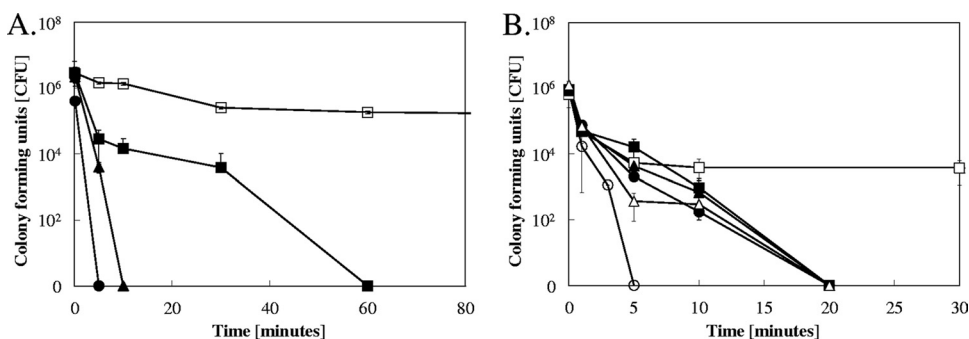 A.
10^8
10^6
10^4
10^2
0
Colony forming units [CFU]
0 20 40 60 80
Time [minutes]
B.
10^8
10^6
10^4
10^2
0
Colony forming units [CFU]
0 5 10 15 20 25 30
Time [minutes]